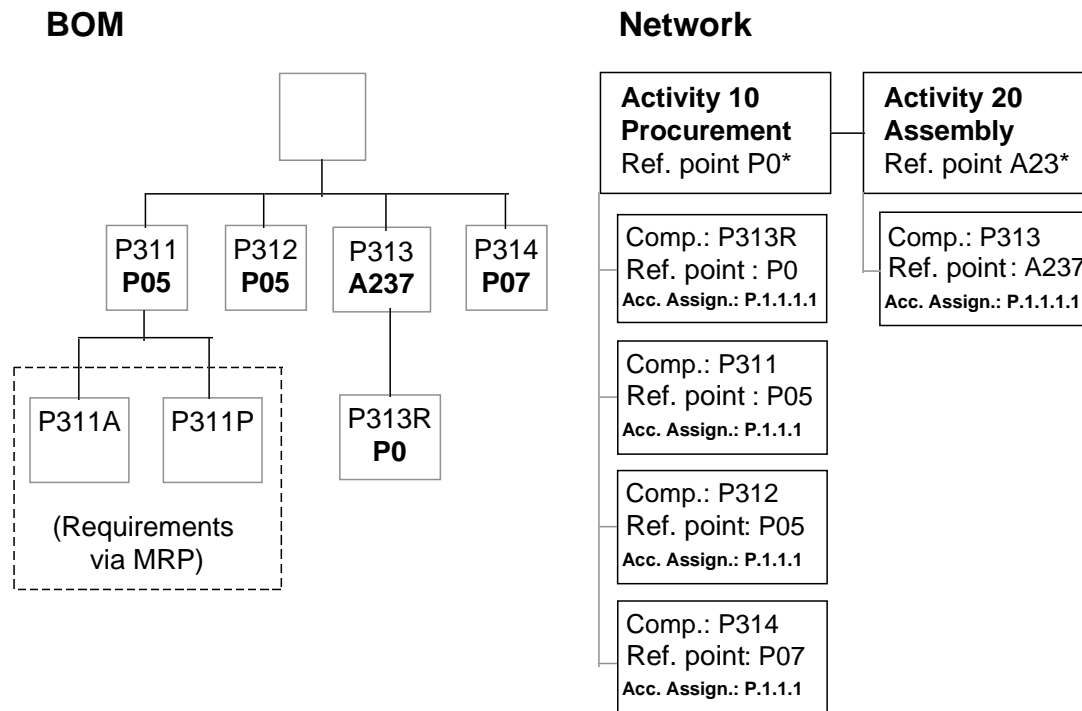 BOM
P311
P05
P312
P05
P313
A237
P314
P07
P311A
P311P
P313R
P0
(Requirements
via MRP)
Network
Activity 10
Procurement
Ref. point P0*
Activity 20
Assembly
Ref. point A23*
Comp.: P313R
Ref. point : P0
Acc. Assign.: P.1.1.1.1
Comp.: P313
Ref. point : A237
Acc. Assign.: P.1.1.1.1
Comp.: P311
Ref. point : P05
Acc. Assign.: P.1.1.1
Comp.: P312
Ref. point: P05
Acc. Assign.: P.1.1.1
Comp.: P314
Ref. point: P07
Acc. Assign.: P.1.1.1